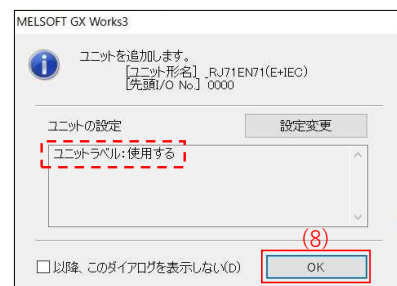 MELSOFT GX Works3
ユニットを追加します。
[ユニット形名] RJ71EN71(E+IEC)
[先頭I/O No.] 0000
ユニットの設定
設定変更
ユニットラベル:使用する
(8)
□以降、このダイアログを表示しない(D)
OK